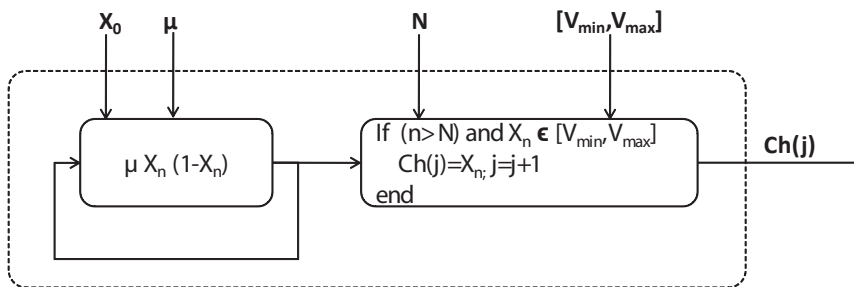 X₀
μ
N
[Vmin,Vmax]
μ Xn (1-Xn)
If (n>N) and Xn ϵ [Vmin,Vmax]
Ch(j)=Xn; j=j+1
end
Ch(j)